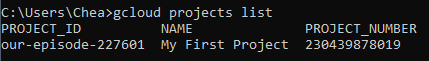 C:\Users\Chea>gcloud projects list
PROJECT_ID NAME PROJECT_NUMBER
our-episode-227601 My First Project 230439878019